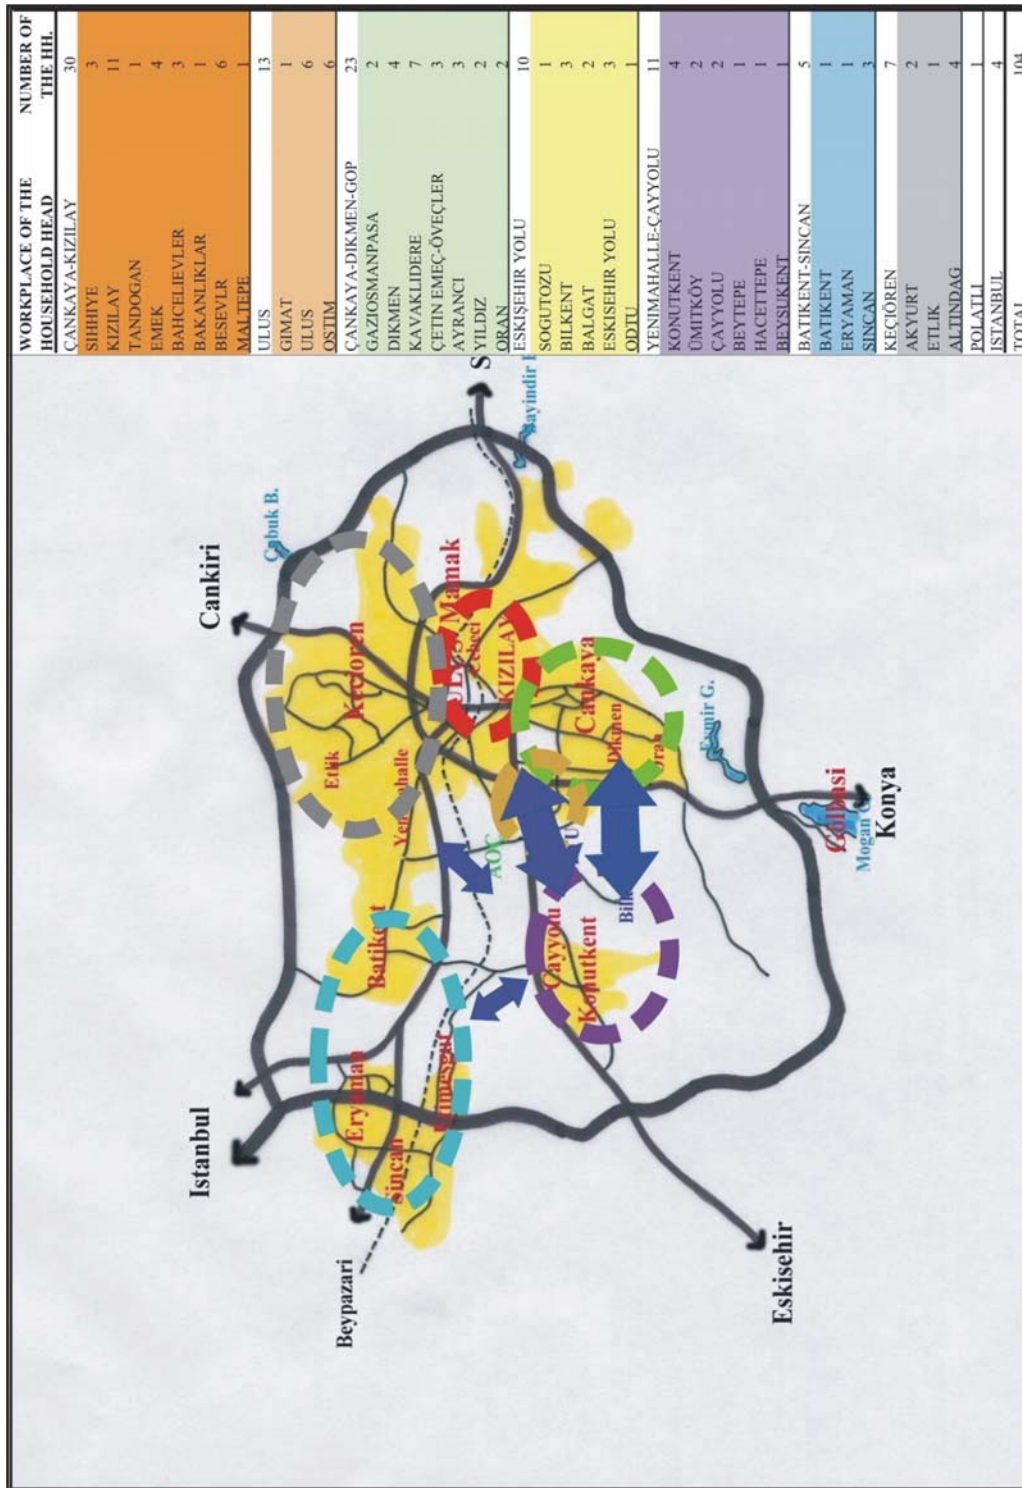 WORKPLACE OF THE HOUSEHOLD HEAD NUMBER OF THE HH.
ÇANKAYA-KIZILAY 30
SIHHIYE 3
KIZILAY 11
TANDOGAN 1
EMEK 4
BAHCELIEVLER 3
BAKANLIKLAR 1
BESEVLR 6
MALTEPE 1
ULUS 13
GIMAT 1
ULUS 6
OSTIM 6
ÇANKAYA-DIKMEN-GOP 23
GAZIOSMANPASA 2
DIKMEN 4
KAVAKLIDERE 7
ÇETIN EMEÇ-ÖVEÇLER 3
AYRANCI 3
YILDIZ 2
ORAN 2
ESKIŞEHIR YOLU 10
SOGUTOZU 1
BILKENT 3
BALGAT 2
ESKISEHIR YOLU 3
ODTU 1
YENIMAHALLE-ÇAYYOLU 11
KONUTKENT 4
ÜMITKÖY 2
ÇAYYOLU 2
BEYTEPE 1
HACETTEPE 1
BEYSUKENT 1
BATIKENT-SINCAN 5
BATIKENT 1
ERYAMAN 1
SINCAN 3
KEÇIÖREN 7
AKYURT 2
ETLIK 1
ALTINDAG 4
POLATLI 1
ISTANBUL 4
TOTAL 104
Istanbul
Cankiri
Çubuk B.
Beypazari
Eryaman
Sincan
Batikent
Etlik
Kecioren
Mamak
KIZILAY
Cankaya
Dikmen
AOÇ
Cayyolu
Konutkent
Eymir G.
Golbasi
Konya
Eskisehir